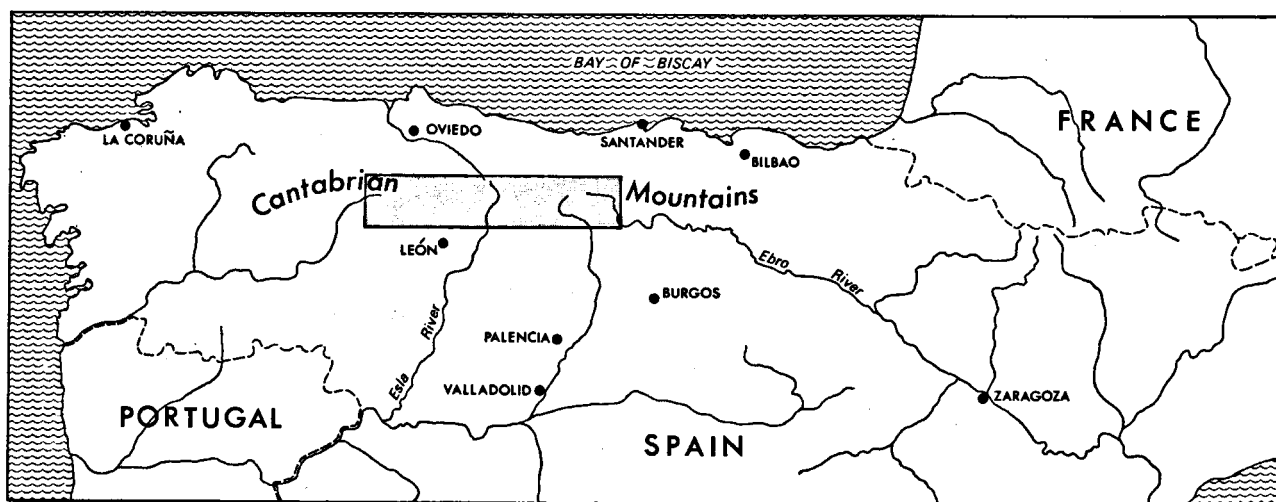 BAY OF BISCAY
FRANCE
LA CORUÑA
OVIEDO
SANTANDER
BILBAO
Cantabrian Mountains
LEÓN
Ebro River
BURGOS
Esla River
PALENCIA
VALLADOLID
ZARAGOZA
PORTUGAL
SPAIN